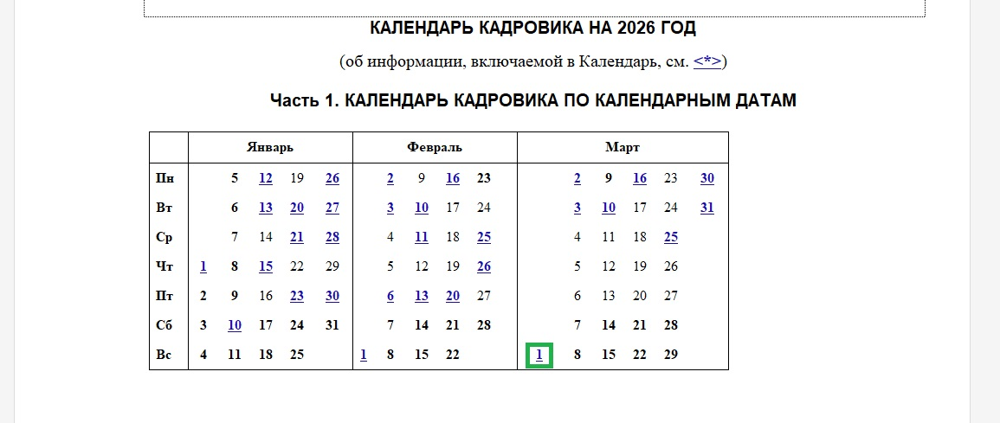 КАЛЕНДАРЬ КАДРОВИКА НА 2026 ГОД
(об информации, включаемой в Календарь, см. <*>)
Часть 1. КАЛЕНДАРЬ КАДРОВИКА ПО КАЛЕНДАРНЫМ ДАТАМ
Январь Февраль Март
Пн 5 12 19 26 2 9 16 23 2 9 16 23 30
Вт 6 13 20 27 3 10 17 24 3 10 17 24 31
Ср 7 14 21 28 4 11 18 25 4 11 18 25
Чт 1 8 15 22 29 5 12 19 26 5 12 19 26
Пт 2 9 16 23 30 6 13 20 27 6 13 20 27
Сб 3 10 17 24 31 7 14 21 28 7 14 21 28
Вс 4 11 18 25 1 8 15 22 1 8 15 22 29